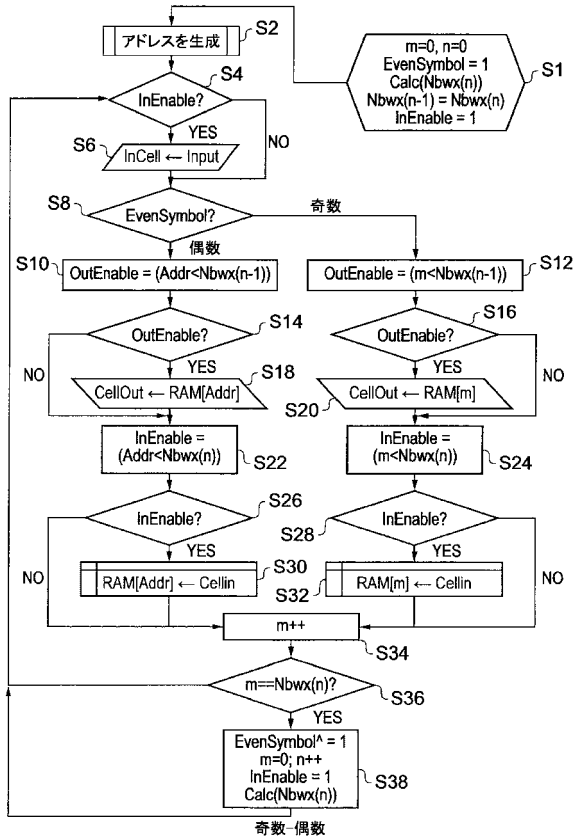 アドレスを生成
S2
m=0, n=0
EvenSymbol = 1
Calc(Nbwx(n))
Nbwx(n-1) = Nbwx(n)
InEnable = 1
S1
S4
InEnable?
YES
NO
S6
InCell ← Input
S8
EvenSymbol?
奇数
偶数
S10
OutEnable = (Addr<Nbwx(n-1))
OutEnable = (m<Nbwx(n-1))
S12
OutEnable?
S14
OutEnable?
S16
NO
YES
YES
NO
CellOut ← RAM[Addr]
S18
CellOut ← RAM[m]
S20
InEnable =
(Addr<Nbwx(n))
S22
InEnable =
(m<Nbwx(n))
S24
InEnable?
S26
InEnable?
S28
NO
YES
YES
NO
RAM[Addr] ← Cellin
S30
RAM[m] ← Cellin
S32
m++
S34
m==Nbwx(n)?
S36
YES
EvenSymbol^ = 1
m=0; n++
InEnable = 1
Calc(Nbwx(n))
S38
奇数-偶数